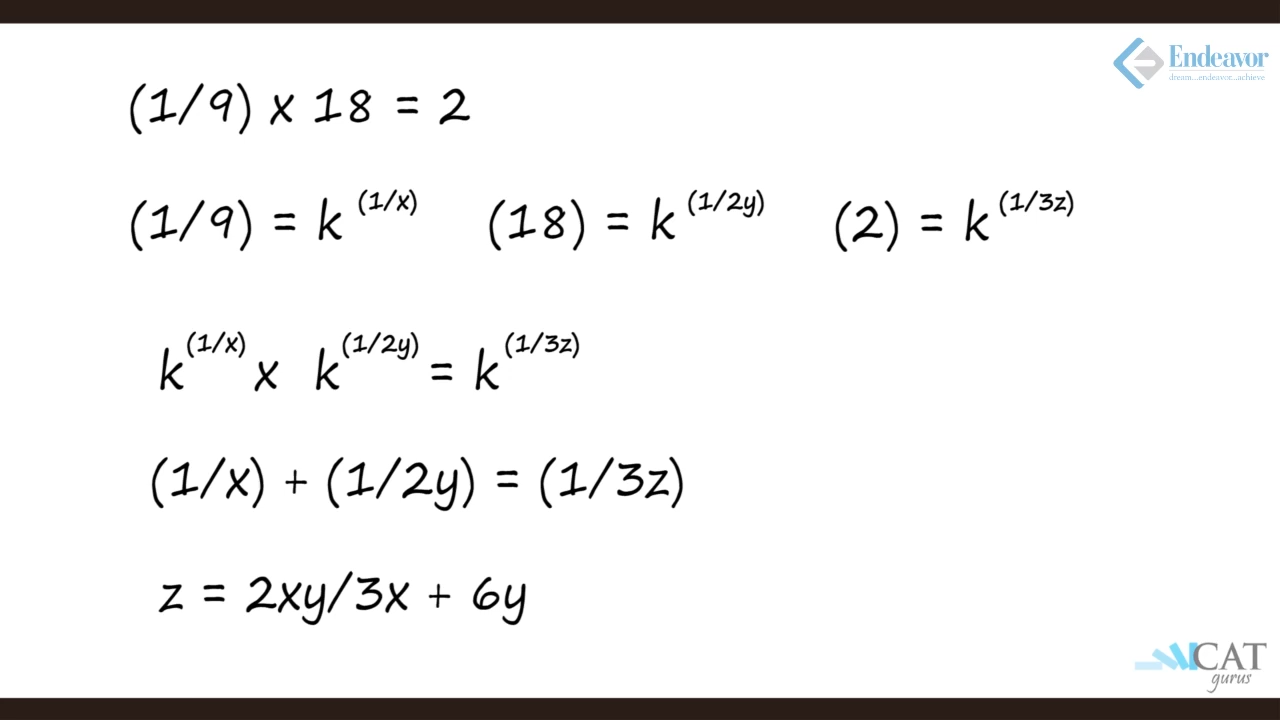 Endeavor
dream...endeavor...achieve
(1/9) x 18 = 2
(1/9) = k^(1/x) (18) = k^(1/2y) (2) = k^(1/3z)
k^(1/x) x k^(1/2y) = k^(1/3z)
(1/x) + (1/2y) = (1/3z)
z = 2xy/3x + 6y
CAT
gurus